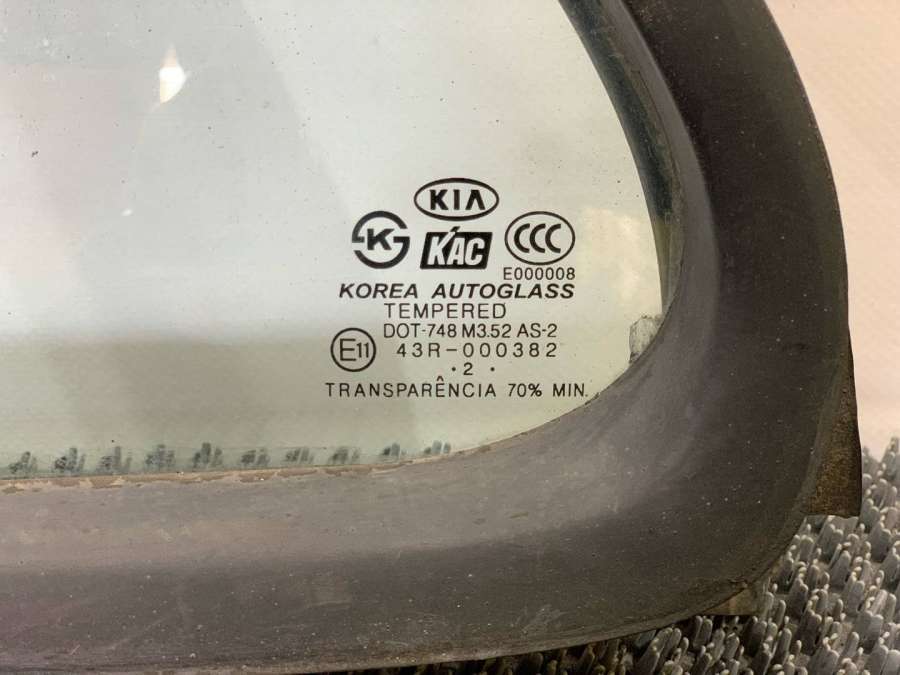 KIA
K KAC CCC
E000008
KOREA AUTOGLASS
TEMPERED
DOT-748 M3.52 AS-2
E11 43R-000382
·2 ·
TRANSPARÊNCIA 70% MIN.